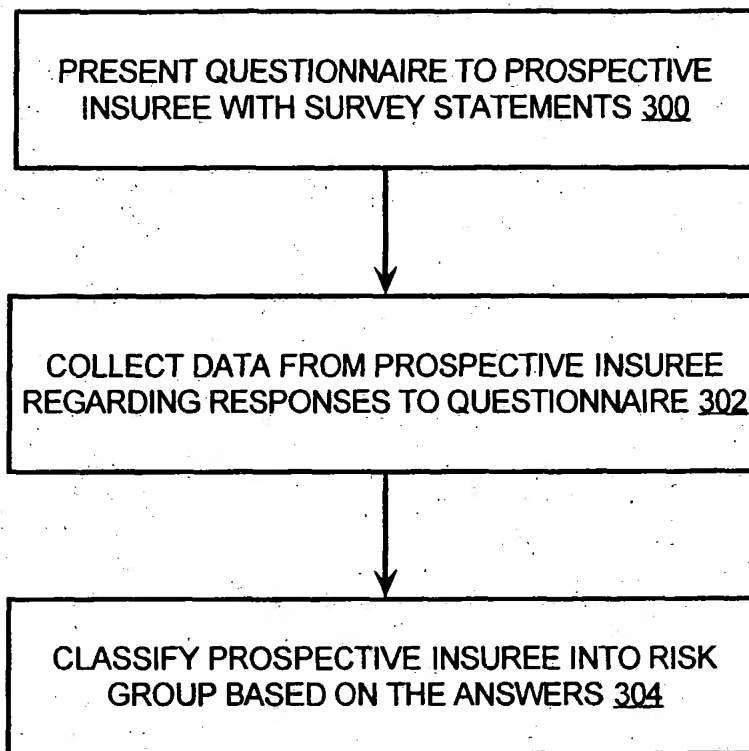 PRESENT QUESTIONNAIRE TO PROSPECTIVE
INSUREE WITH SURVEY STATEMENTS 300
COLLECT DATA FROM PROSPECTIVE INSUREE
REGARDING RESPONSES TO QUESTIONNAIRE 302
CLASSIFY PROSPECTIVE INSUREE INTO RISK
GROUP BASED ON THE ANSWERS 304